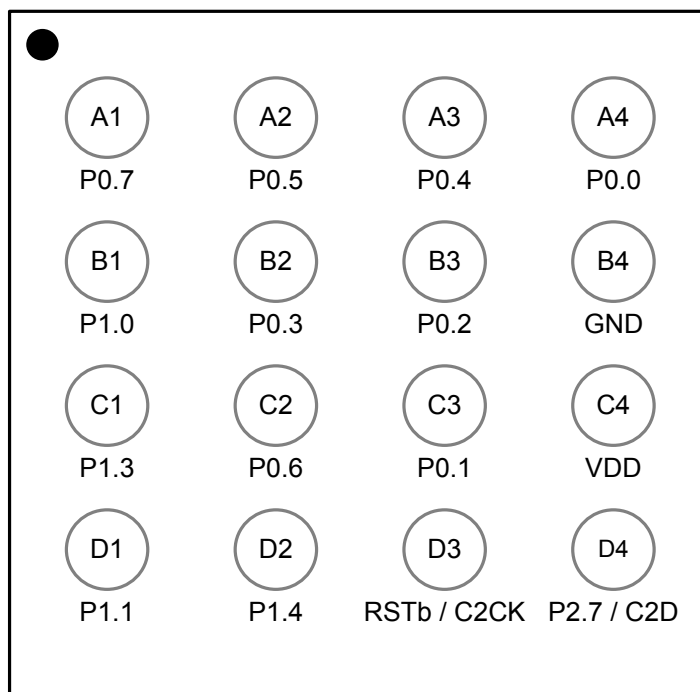 A1 A2 A3 A4
P0.7 P0.5 P0.4 P0.0
B1 B2 B3 B4
P1.0 P0.3 P0.2 GND
C1 C2 C3 C4
P1.3 P0.6 P0.1 VDD
D1 D2 D3 D4
P1.1 P1.4 RSTb / C2CK P2.7 / C2D